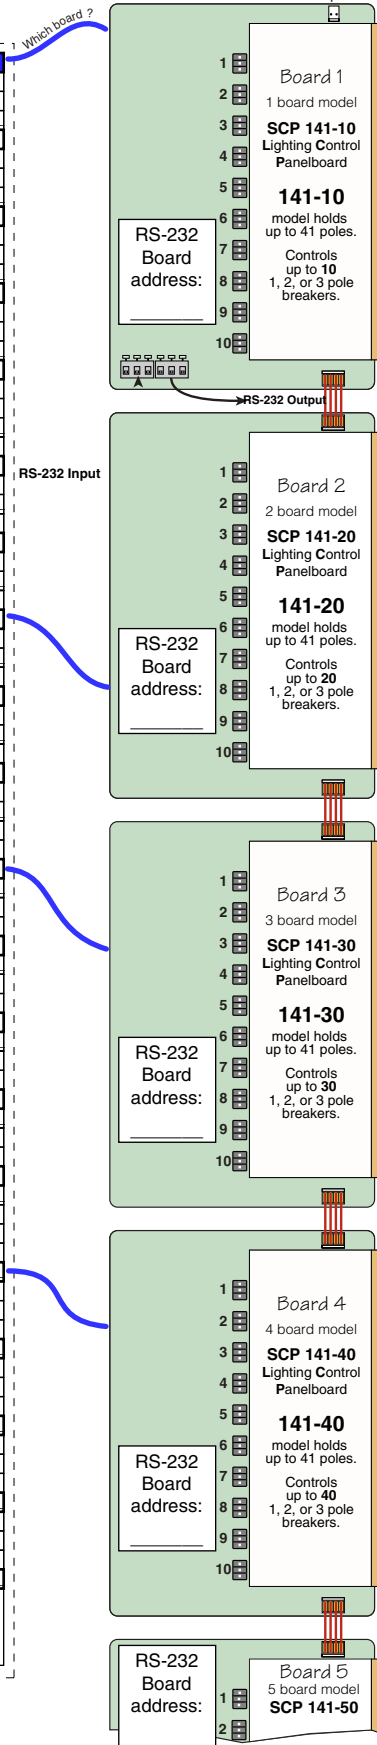 Which board ?
Board 1
1 board model
SCP 141-10
Lighting Control
Panelboard
141-10
model holds
up to 41 poles.
Controls
up to 10
1, 2, or 3 pole
breakers.
1
2
3
4
5
6
7
8
9
10
RS-232
Board
address:
RS-232 Output
RS-232 Input
Board 2
2 board model
SCP 141-20
Lighting Control
Panelboard
141-20
model holds
up to 41 poles.
Controls
up to 20
1, 2, or 3 pole
breakers.
1
2
3
4
5
6
7
8
9
10
RS-232
Board
address:
Board 3
3 board model
SCP 141-30
Lighting Control
Panelboard
141-30
model holds
up to 41 poles.
Controls
up to 30
1, 2, or 3 pole
breakers.
1
2
3
4
5
6
7
8
9
10
RS-232
Board
address:
Board 4
4 board model
SCP 141-40
Lighting Control
Panelboard
141-40
model holds
up to 41 poles.
Controls
up to 40
1, 2, or 3 pole
breakers.
1
2
3
4
5
6
7
8
9
10
RS-232
Board
address:
Board 5
5 board model
SCP 141-50
RS-232
Board
address:
1
2